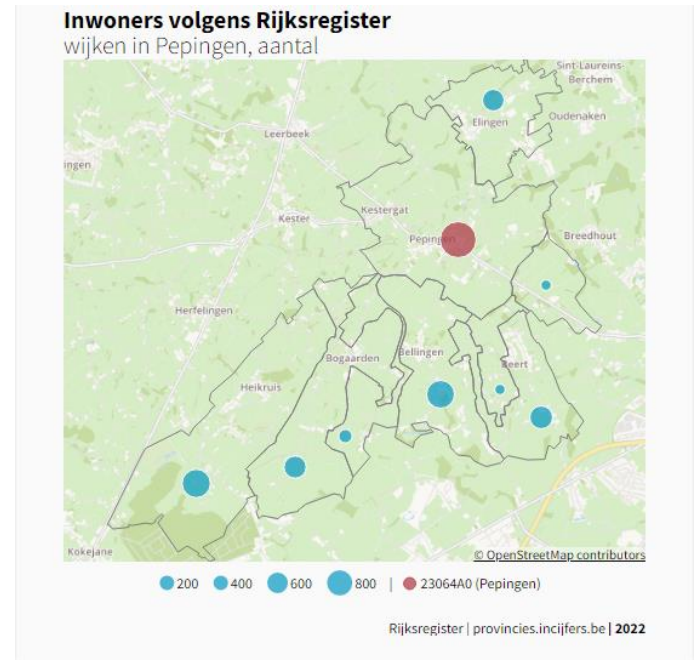 Inwoners volgens Rijksregister
wijken in Pepingen, aantal
Sint-Laureins-
Berchem
Elingen
Oudenaken
Leerbeek
ingen
Kestergat
Kester
Pepingen
Breedhout
Herfelingen
Bogaarden
Bellingen
Beert
Heikruis
Kokejane
© OpenStreetMap contributors
200 400 600 800 | 23064A0 (Pepingen)
Rijksregister | provincies.incijfers.be | 2022